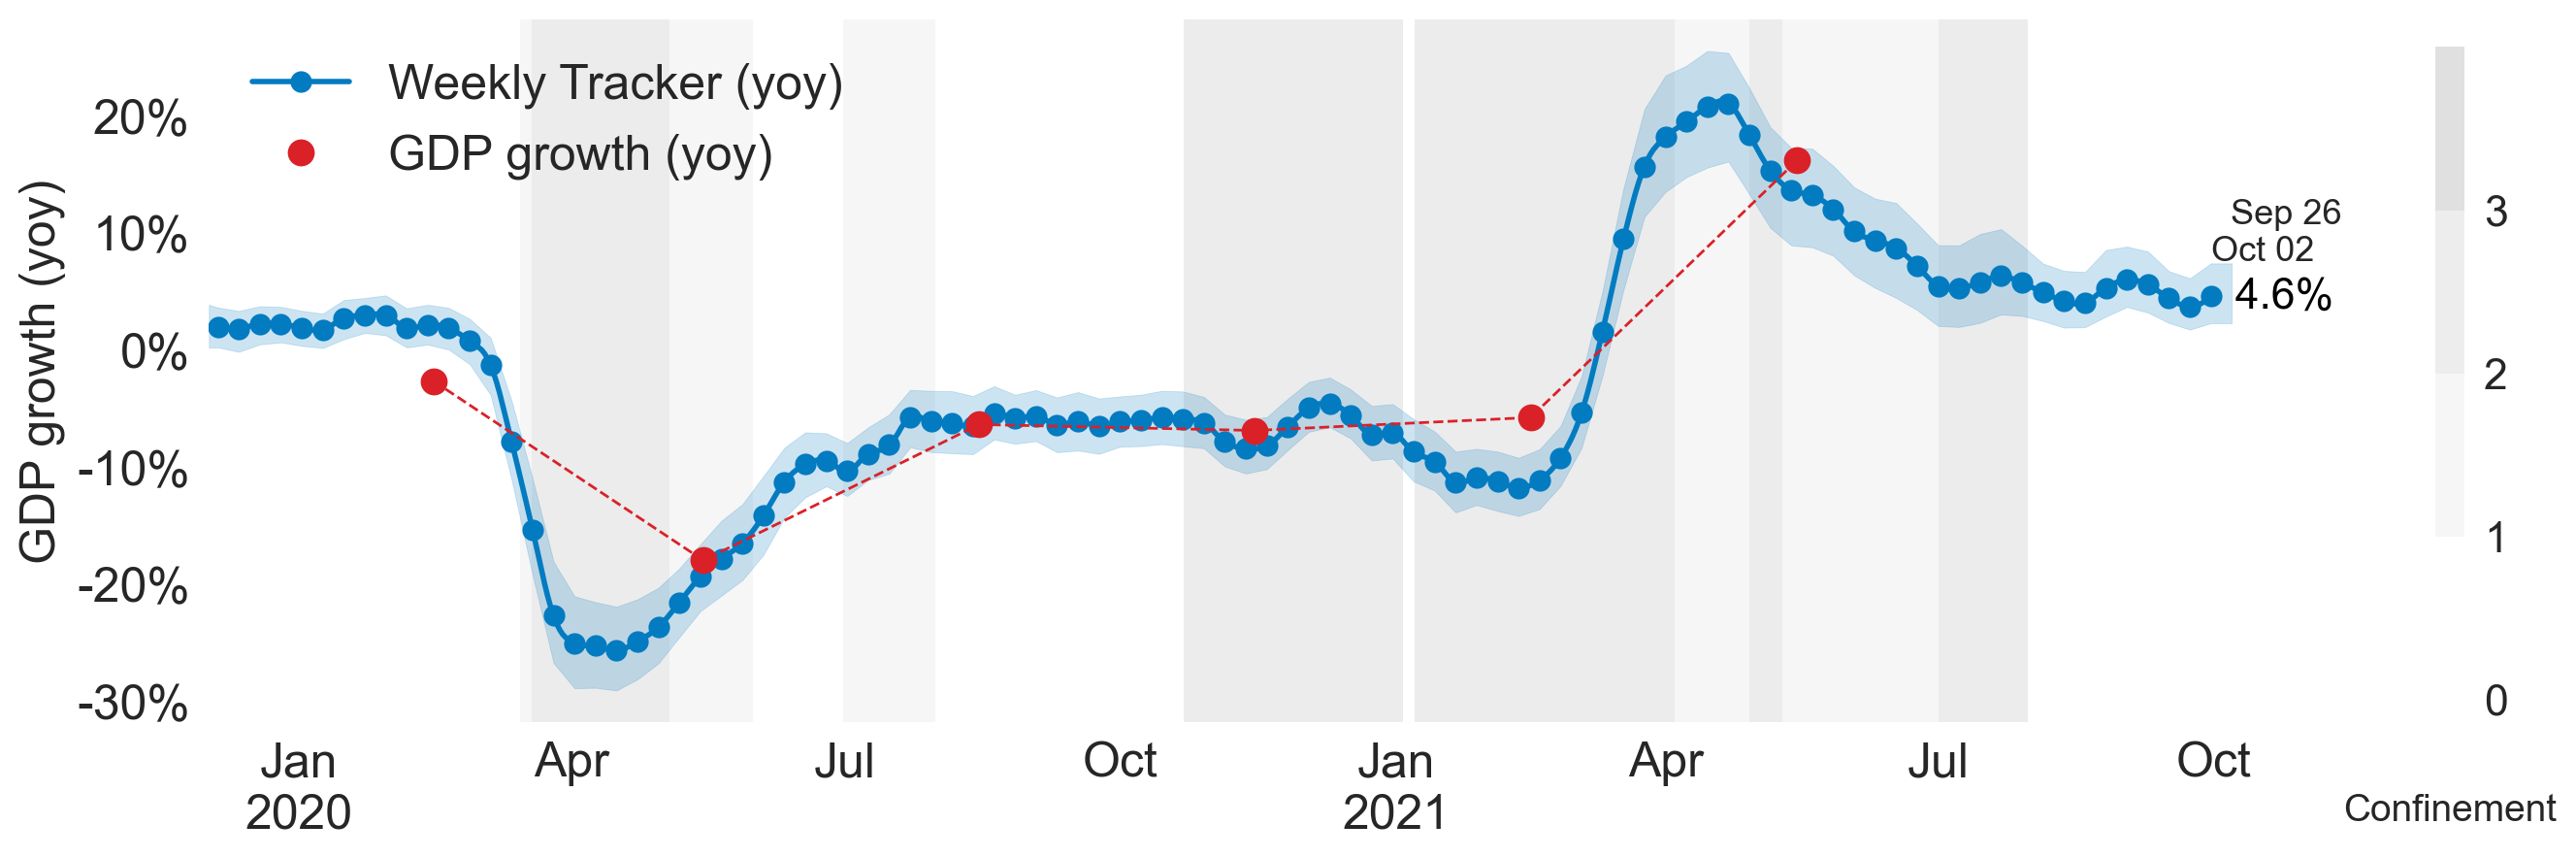 Weekly Tracker (yoy)
GDP growth (yoy)
GDP growth (yoy)
20%
10%
0%
-10%
-20%
-30%
Jan
2020
Apr
Jul
Oct
Jan
2021
Apr
Jul
Oct
Sep 26
Oct 02
4.6%
3
2
1
0
Confinement